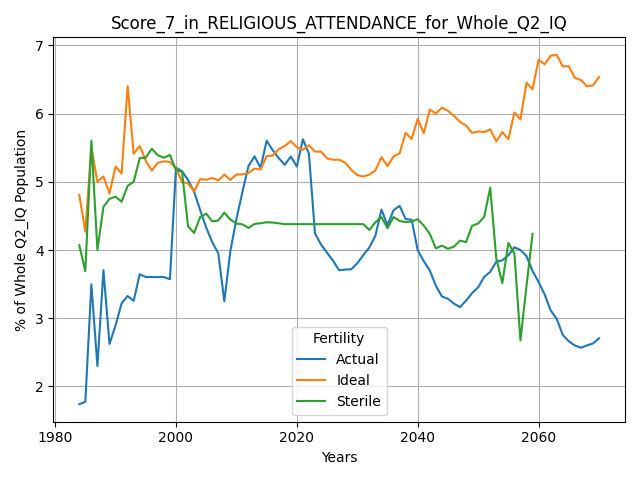 Score_7_in_RELIGIOUS_ATTENDANCE_for_Whole_Q2_IQ
7
6
5
4
3
2
% of Whole Q2_IQ Population
Fertility
Actual
Ideal
Sterile
1980 2000 2020 2040 2060
Years